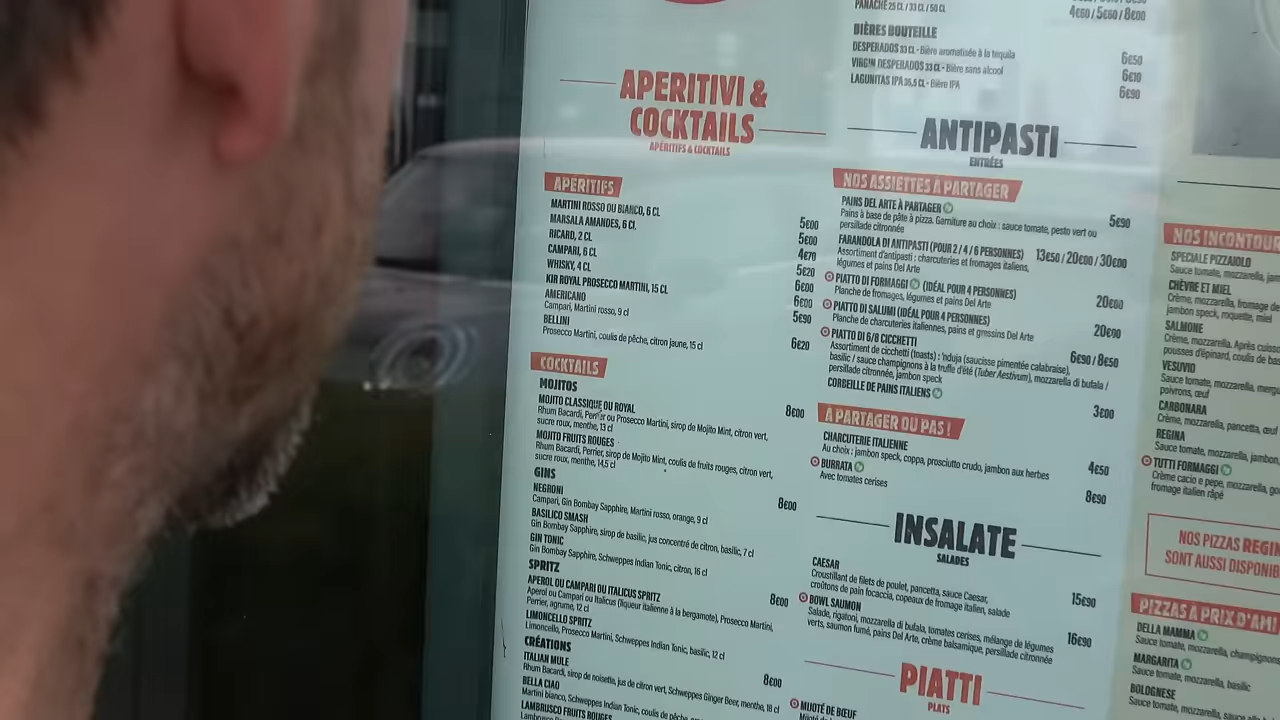 APERITIVI &
COCKTAILS
APÉRITIFS & COCKTAILS
APÉRITIFS
MARTINI ROSSO OU BIANCO, 6 CL
5€00
MARSALA AMANDES, 6 CL.
5€00
RICARD, 2 CL
4€70
CAMPARI, 6 CL
5€20
WHISKY, 4 CL
6€00
KIR ROYAL PROSECCO MARTINI, 15 CL
6€00
AMERICANO
5€90
Campari, Martini rosso, 9 cl
BELLINI
6€20
Prosecco Martini, coulis de pêche, citron jaune, 15 cl
COCKTAILS
MOJITOS
8€00
MOJITO CLASSIQUE OU ROYAL
Rhum Bacardi, Perrier ou Prosecco Martini, sirop de Mojito Mint, citron vert,
sucre roux, menthe, 13 cl
MOJITO FRUITS ROUGES
Rhum Bacardi, Perrier, sirop de Mojito Mint, coulis de fruits rouges, citron vert,
sucre roux, menthe, 14,5 cl
GINS
8€00
NEGRONI
Campari, Gin Bombay Sapphire, Martini rosso, orange, 9 cl
BASILICO SMASH
Gin Bombay Sapphire, sirop de basilic, jus concentré de citron, basilic, 7 cl
GIN TONIC
Gin Bombay Sapphire, Schweppes Indian Tonic, citron, 16 cl
SPRITZ
8€00
APEROL OU CAMPARI OU ITALICUS SPRITZ
Aperol ou Campari ou Italicus (liqueur italienne à la bergamote), Prosecco Martini,
Perrier, agrume, 12 cl
LIMONCELLO SPRITZ
Limoncello, Prosecco Martini, Schweppes Indian Tonic, basilic, 12 cl
CRÉATIONS
8€00
ITALIAN MULE
Rhum Bacardi, sirop de noisette, jus de citron vert, Schweppes Ginger Beer, menthe, 18 cl
BELLA CIAO
Martini bianco, Schweppes Indian Tonic, coulis de pêche,
LAMBRUSCO FRUITS ROUGES
PANACHÉ 25 CL / 33 CL / 50 CL
4€60 / 5€60 / 8€00
BIÈRES BOUTEILLE
DESPERADOS 33 CL - Bière aromatisée à la tequila
6€50
VIRGIN DESPERADOS 33 CL - Bière sans alcool
6€10
LAGUNITAS IPA 35,5 CL - Bière IPA
6€90
ANTIPASTI
ENTRÉES
NOS ASSIETTES À PARTAGER
PAINS DEL ARTE À PARTAGER
5€90
Pains à base de pâte à pizza. Garniture au choix : sauce tomate, pesto vert ou
persillade citronnée
FARANDOLA DI ANTIPASTI (POUR 2 / 4 / 6 PERSONNES)
13€50 / 20€00 / 30€00
Assortiment d'antipasti : charcuteries et fromages italiens,
légumes et pains Del Arte
PIATTO DI FORMAGGI (IDÉAL POUR 4 PERSONNES)
20€00
Planche de fromages, légumes et pains Del Arte
PIATTO DI SALUMI (IDÉAL POUR 4 PERSONNES)
20€00
Planche de charcuteries italiennes, pains et gressins Del Arte
PIATTO DI 6/8 CICCHETTI
6€90 / 8€50
Assortiment de cicchetti (toasts) : 'nduja (saucisse pimentée calabraise),
basilic / sauce champignons à la truffe d'été (Tuber Aestivum), mozzarella di bufala /
persillade citronnée, jambon speck
CORBEILLE DE PAINS ITALIENS
3€00
À PARTAGER OU PAS !
CHARCUTERIE ITALIENNE
4€50
Au choix : jambon speck, coppa, prosciutto crudo, jambon aux herbes
BURRATA
8€90
Avec tomates cerises
INSALATE
SALADES
CAESAR
15€90
Croustillant de filets de poulet, pancetta, sauce Caesar,
croûtons de pain focaccia, copeaux de fromage italien, salade
BOWL SAUMON
16€90
Salade, rigatoni, mozzarella di bufala, tomates cerises, mélange de légumes
verts, saumon fumé, pains Del Arte, crème balsamique, persillade citronnée
PIATTI
PLATS
MIJOTÉ DE BŒUF
NOS INCONTOUR
SPECIALE PIZZAIOLO
Sauce tomate, mozzarella, jam
CHÈVRE ET MIEL
Crème, mozzarella, fromage de
jambon speck, roquette, miel
SALMONE
Crème, mozzarella. Après cuisso
pousses d'épinard, coulis de bas
VESUVIO
Sauce tomate, mozzarella, merg
poivrons, œuf
CARBONARA
Crème, mozzarella, pancetta, œuf
REGINA
Sauce tomate, mozzarella, jambon,
TUTTI FORMAGGI
Crème cacio e pepe, mozzarella, go
fromage italien râpé
NOS PIZZAS REGIN
SONT AUSSI DISPONIB
PIZZAS À PRIX D'AMI
DELLA MAMMA
Sauce tomate, mozzarella, champignons
MARGARITA
Sauce tomate, mozzarella, basilic
BOLOGNESE
Sauce tomate, mozzarella,